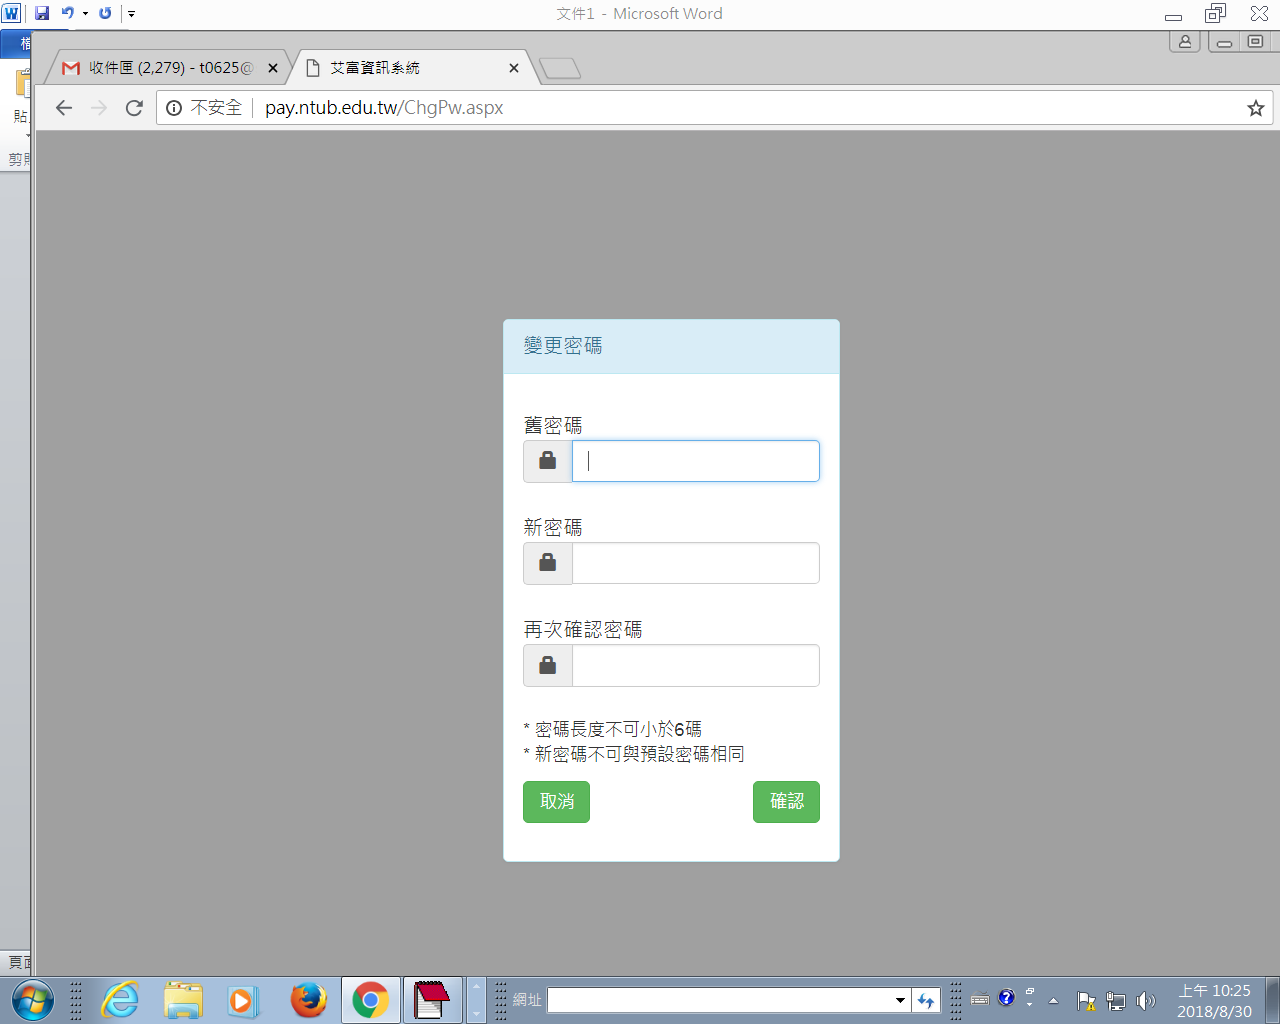 文件1 - Microsoft Word
收件匣 (2,279) - t0625@
艾富資訊系統
不安全
pay.ntub.edu.tw/ChgPw.aspx
變更密碼
舊密碼
新密碼
再次確認密碼
* 密碼長度不可小於6碼
* 新密碼不可與預設密碼相同
取消
確認
網址
上午 10:25
2018/8/30